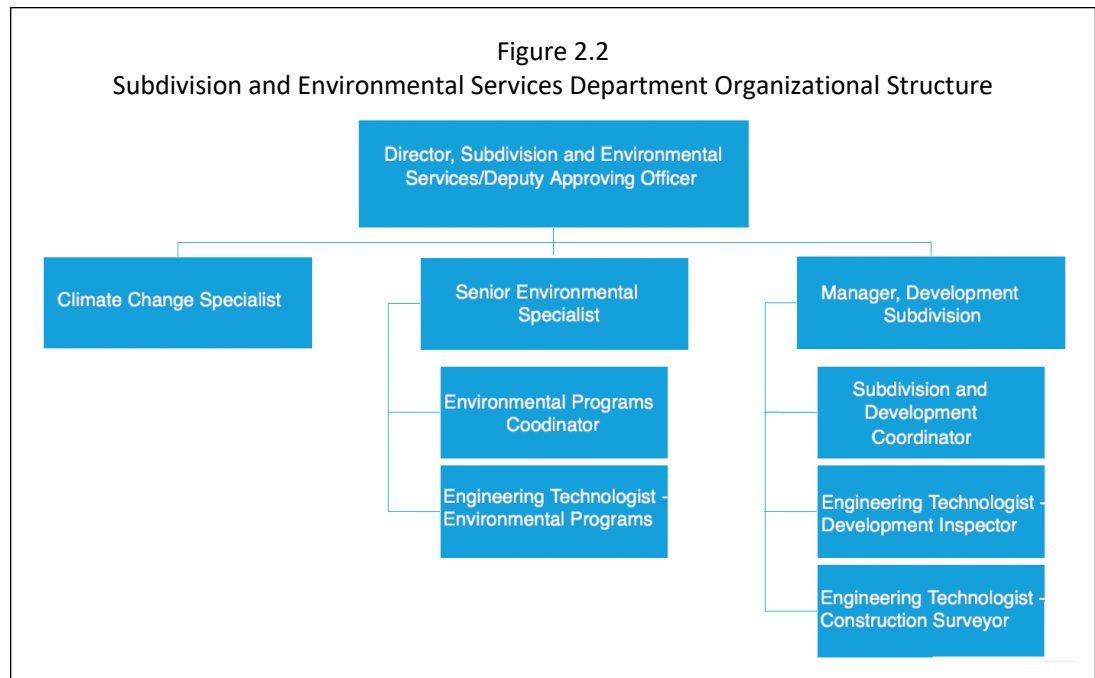 Figure 2.2
Subdivision and Environmental Services Department Organizational Structure
Director, Subdivision and Environmental
Services/Deputy Approving Officer
Climate Change Specialist
Senior Environmental
Specialist
Manager, Development
Subdivision
Environmental Programs
Coodinator
Engineering Technologist -
Environmental Programs
Subdivision and
Development
Coordinator
Engineering Technologist -
Development Inspector
Engineering Technologist -
Construction Surveyor